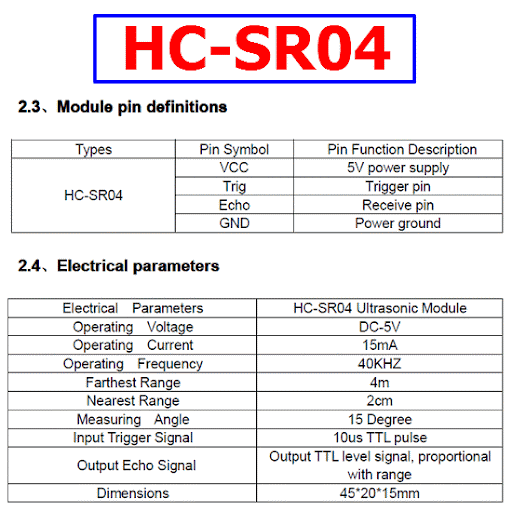 HC-SR04
2.3、Module pin definitions
Types Pin Symbol Pin Function Description
HC-SR04
VCC 5V power supply
Trig Trigger pin
Echo Receive pin
GND Power ground
2.4、Electrical parameters
Electrical Parameters HC-SR04 Ultrasonic Module
Operating Voltage DC-5V
Operating Current 15mA
Operating Frequency 40KHZ
Farthest Range 4m
Nearest Range 2cm
Measuring Angle 15 Degree
Input Trigger Signal 10us TTL pulse
Output Echo Signal Output TTL level signal, proportional
with range
Dimensions 45*20*15mm